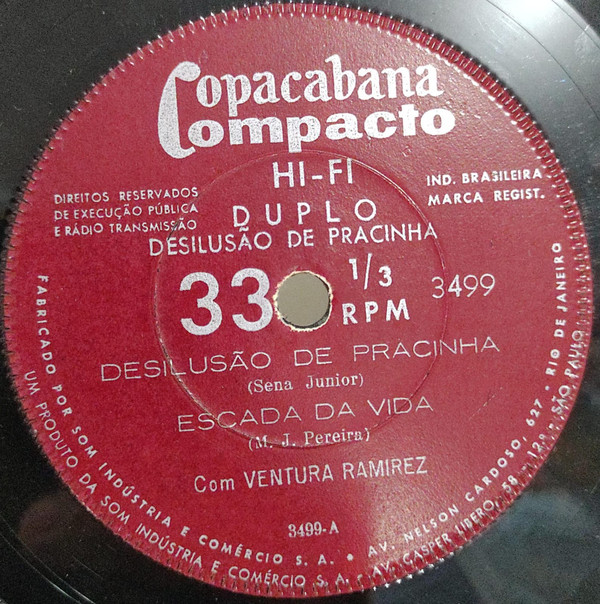 Copacabana
Compacto
HI-FI
DIREITOS RESERVADOS
DE EXECUÇÃO PÚBLICA
E RÁDIO TRANSMISSÃO
IND. BRASILEIRA
MARCA REGIST.
DUPLO
DESILUSÃO DE PRACINHA
33 1/3 RPM
3499
DESILUSÃO DE PRACINHA
(Sena Junior)
ESCADA DA VIDA
(M. J. Pereira)
Com VENTURA RAMIREZ
3499-A
FABRICADO POR SOM INDÚSTRIA E COMÉRCIO S. A. • AV. NELSON CARDOSO, 627 - RIO DE JANEIRO
UM PRODUTO DA SOM INDÚSTRIA E COMÉRCIO S. A. • AV. CASPER LIBERO, 58 - 12º - SÃO PAULO